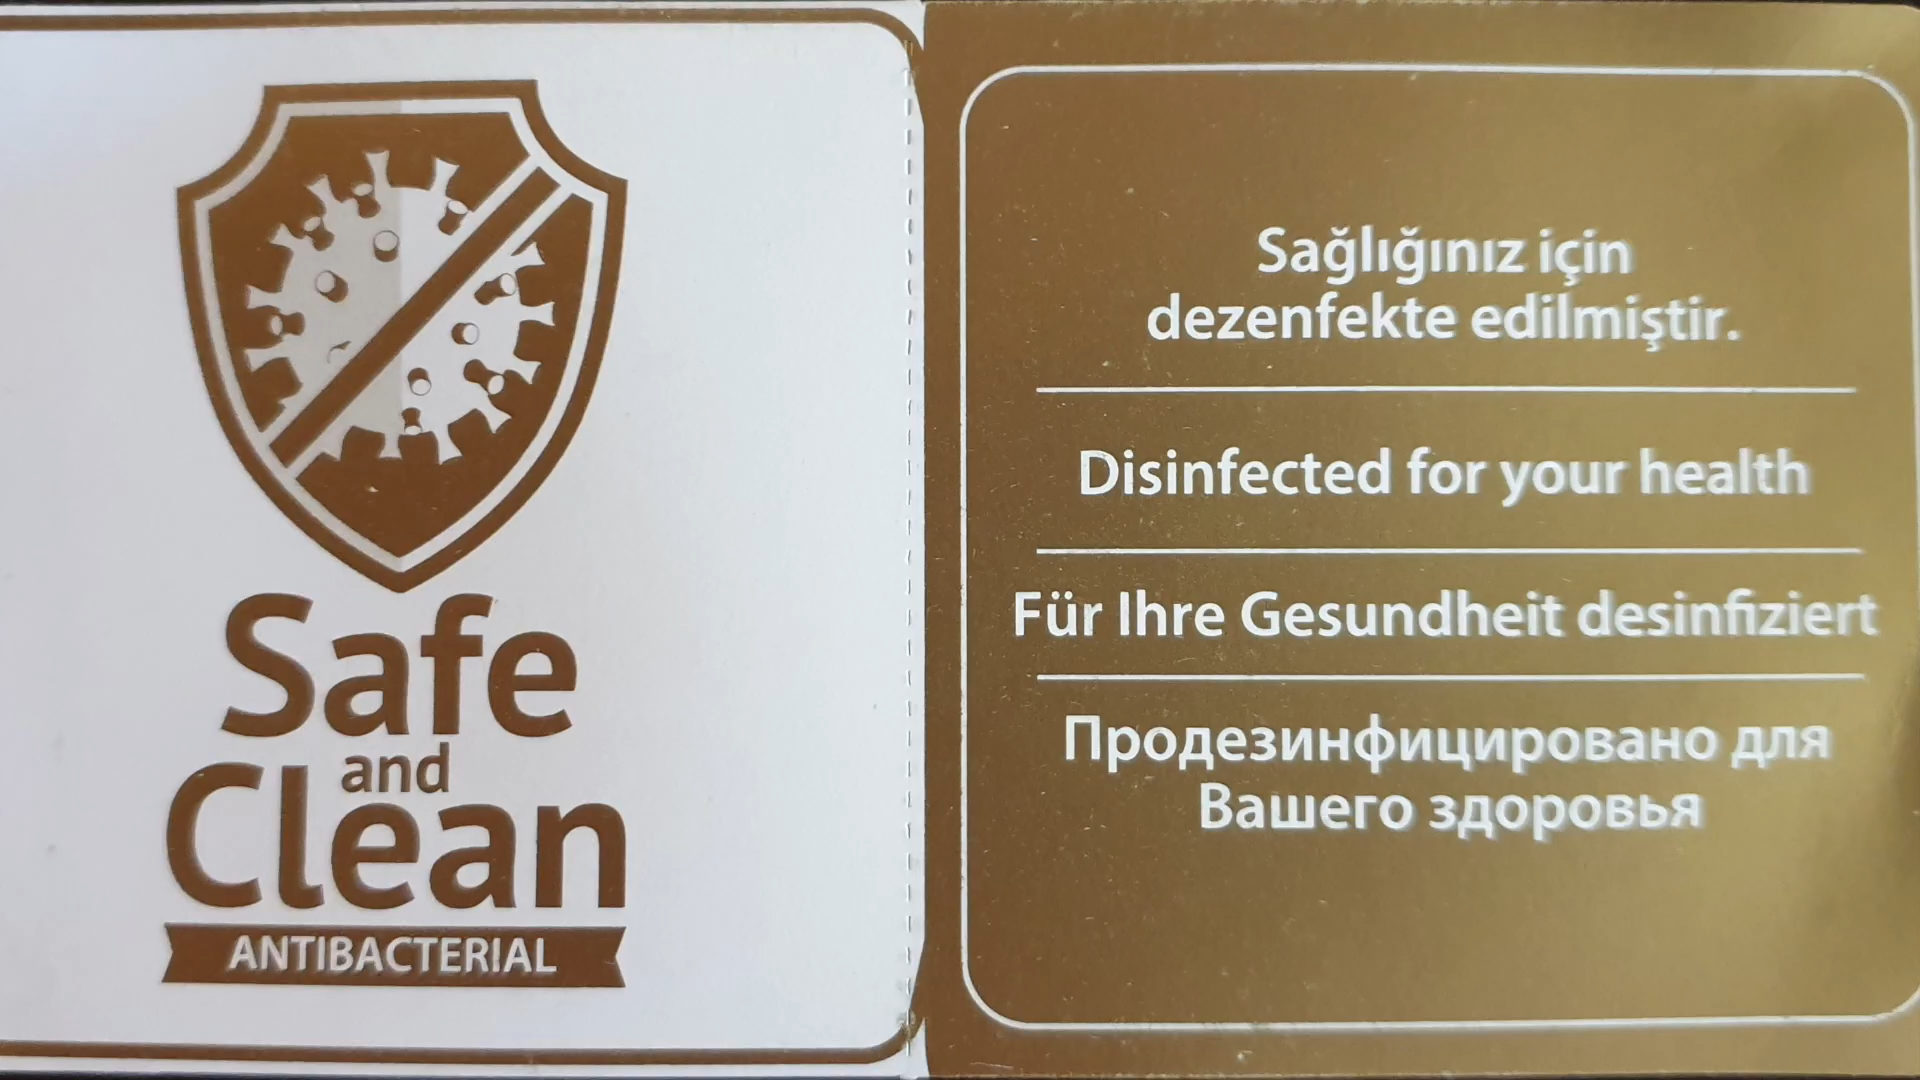 Safe
and
Clean
ANTIBACTERIAL
Sağlığınız için
dezenfekte edilmiştir.
Disinfected for your health
Für Ihre Gesundheit desinfiziert
Продезинфицировано для
Вашего здоровья